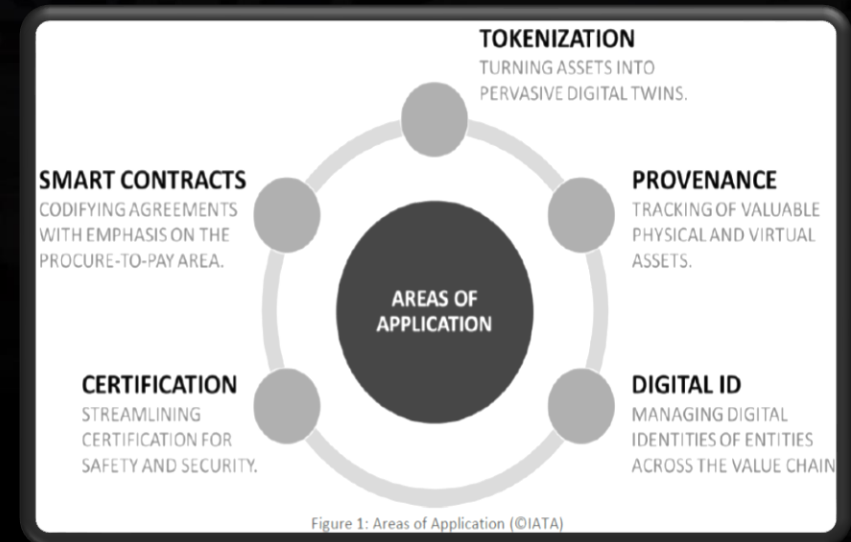 TOKENIZATION
TURNING ASSETS INTO
PERVASIVE DIGITAL TWINS.
SMART CONTRACTS
CODIFYING AGREEMENTS
WITH EMPHASIS ON THE
PROCURE-TO-PAY AREA.
PROVENANCE
TRACKING OF VALUABLE
PHYSICAL AND VIRTUAL
ASSETS.
AREAS OF
APPLICATION
CERTIFICATION
STREAMLINING
CERTIFICATION FOR
SAFETY AND SECURITY.
DIGITAL ID
MANAGING DIGITAL
IDENTITIES OF ENTITIES
ACROSS THE VALUE CHAIN
Figure 1: Areas of Application (©IATA)